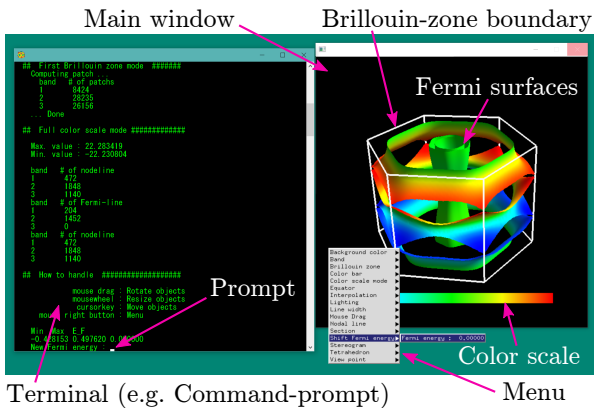 Main window
Brillouin-zone boundary
##  First Brillouin zone mode  #######
Computing patch ...
band   # of patchs
1       8424
2       28235
3       26156
... Done
##  Full color scale mode #############
Max. value : 22.283419
Min. value : -22.230804
band   # of nodeline
1       472
2       1848
3       1140
band   # of Fermi-line
1       204
2       1452
3       0
band   # of nodeline
1       472
2       1848
3       1140
##  How to handle  ###################
mouse drag : Rotate objects
mousewheel : Resize objects
cursorkey : Move objects
mouse right button : Menu
Min  Max  E_F
-0.428153 0.497620 0.000000
New Fermi energy :
Prompt
Terminal (e.g. Command-prompt)
Fermi surfaces
Background color
Band
Brillouin zone
Color bar
Color scale mode
Equator
Interpolation
Lighting
Line width
Mouse Drag
Nodal line
Section
Shift Fermi energy
Fermi energy :  0.00000
Stereogram
Tetrahedron
View point
Color scale
Menu